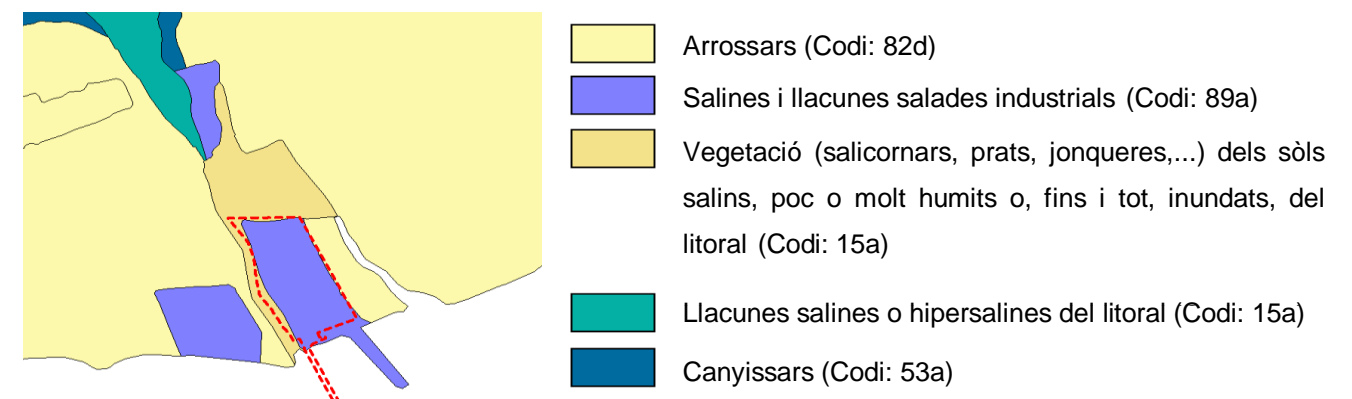 Arrossars (Codi: 82d)
Salines i llacunes salades industrials (Codi: 89a)
Vegetació (salicornars, prats, jonqueres,...) dels sòls
salins, poc o molt humits o, fins i tot, inundats, del
litoral (Codi: 15a)
Llacunes salines o hipersalines del litoral (Codi: 15a)
Canyissars (Codi: 53a)